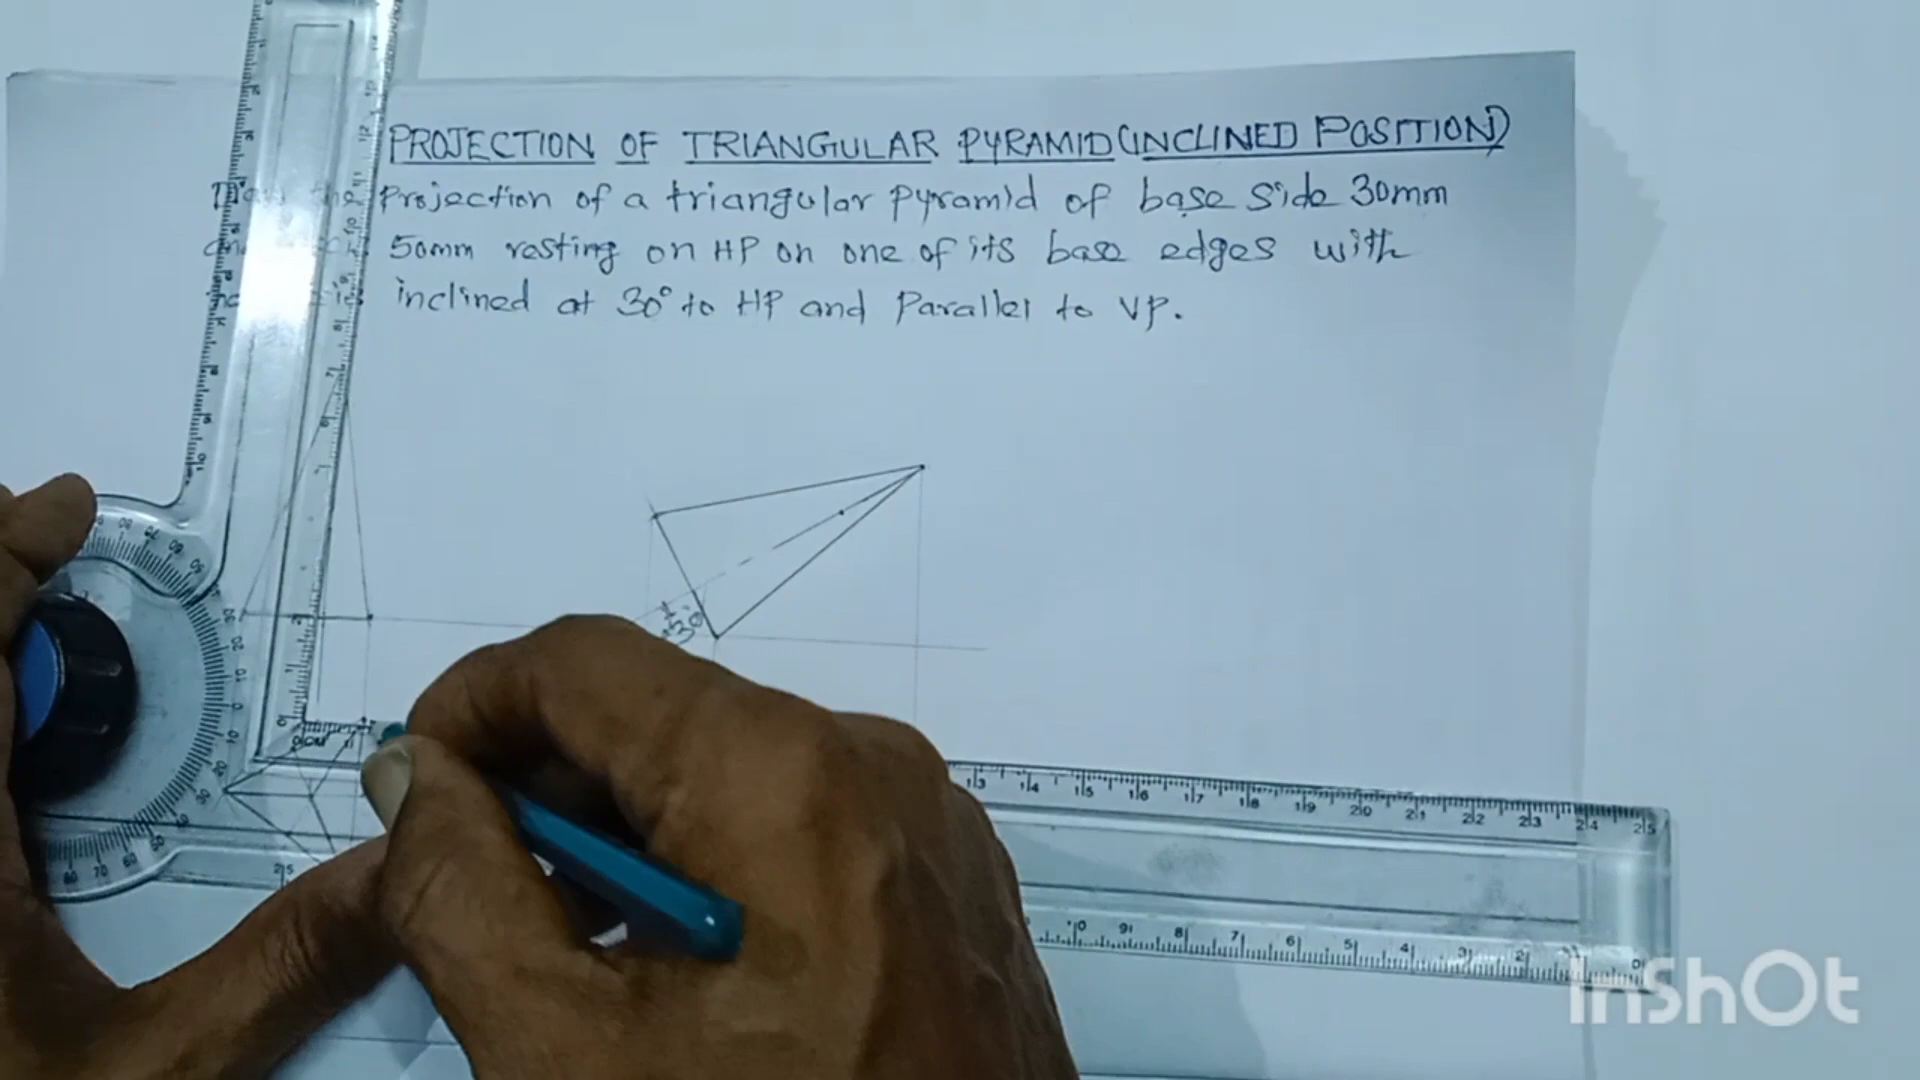 PROJECTION OF TRIANGULAR PYRAMID (INCLINED POSITION)
Projection of a triangular pyramid of base side 30mm
50mm resting on HP on one of its base edges with
inclined at 30° to HP and Parallel to VP.
30°
InShOt